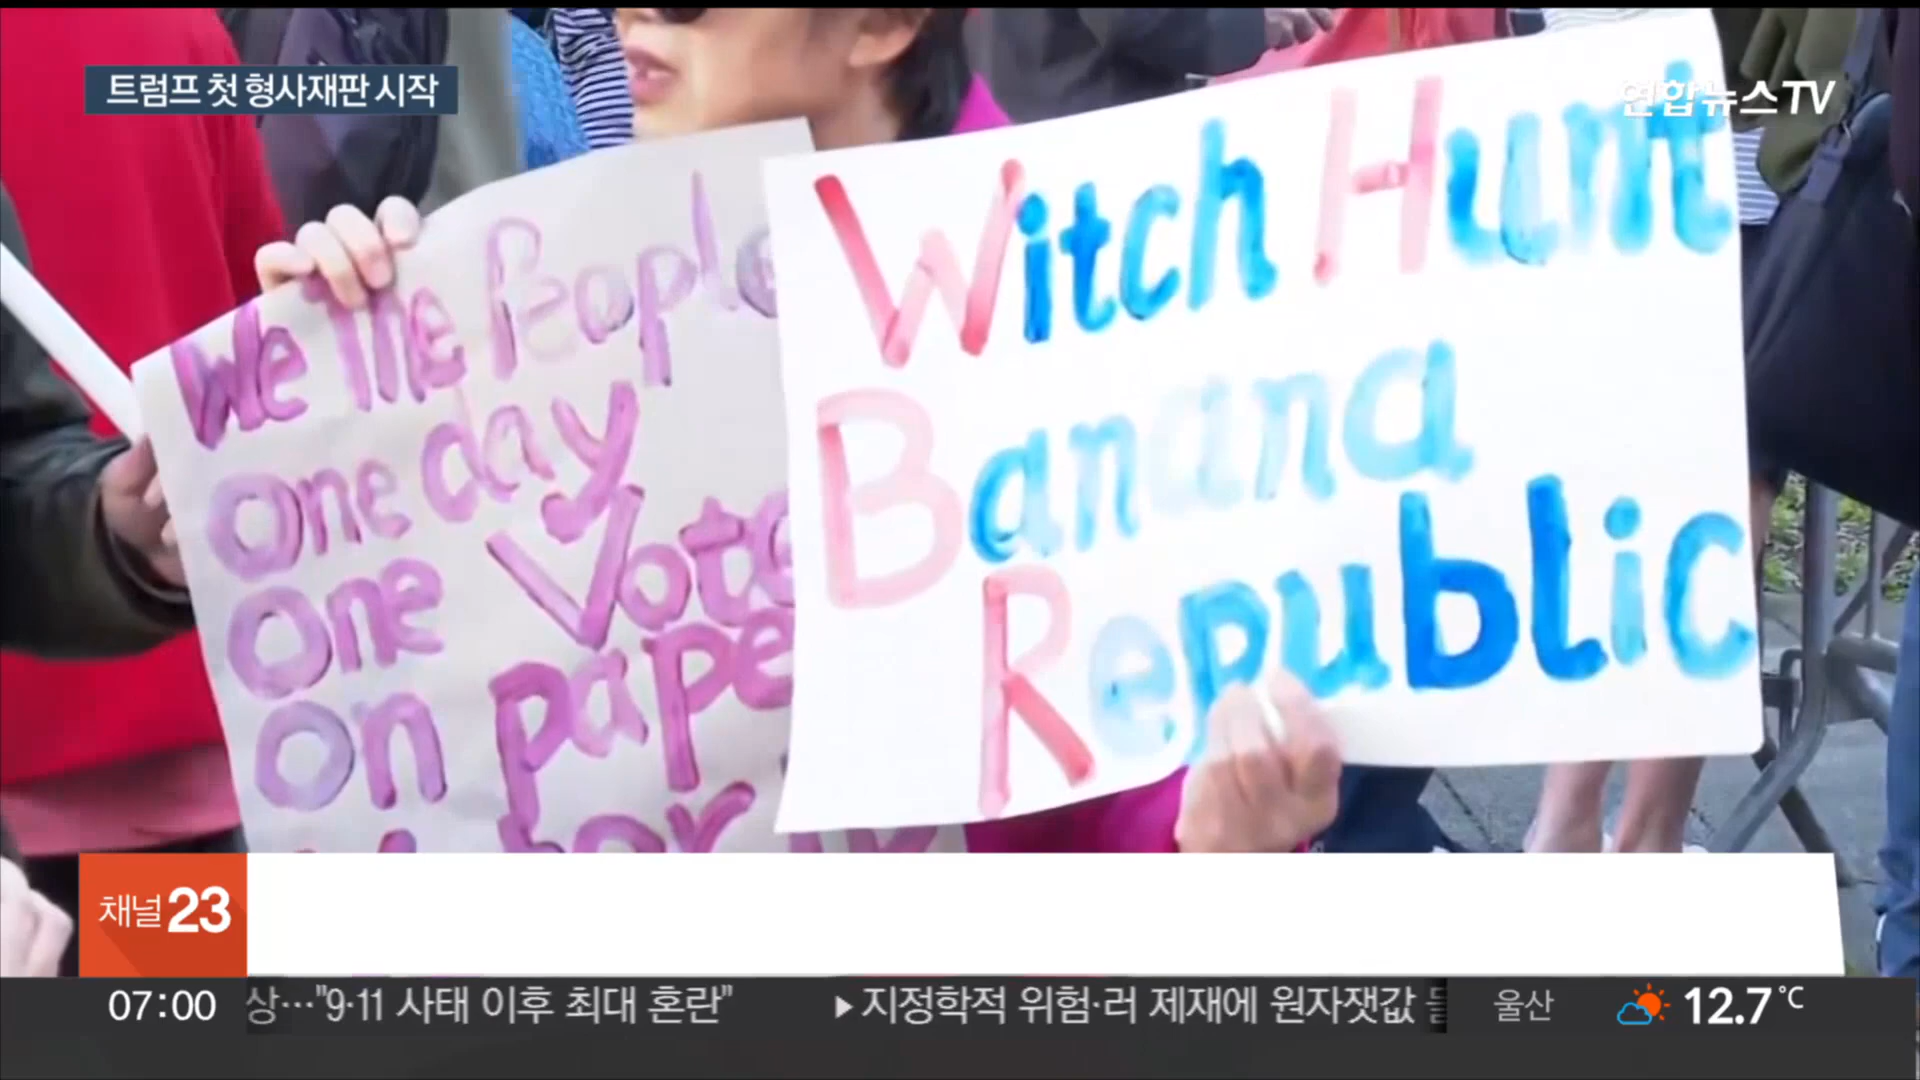 트럼프 첫 형사재판 시작
연합뉴스TV
We The People
one day
One Vote
On pape
Witch Hunt
Banana
Republic
채널 23
07:00 상…"9·11 사태 이후 최대 혼란" ▶지정학적 위험·러 제재에 원자잿값 울산 12.7℃